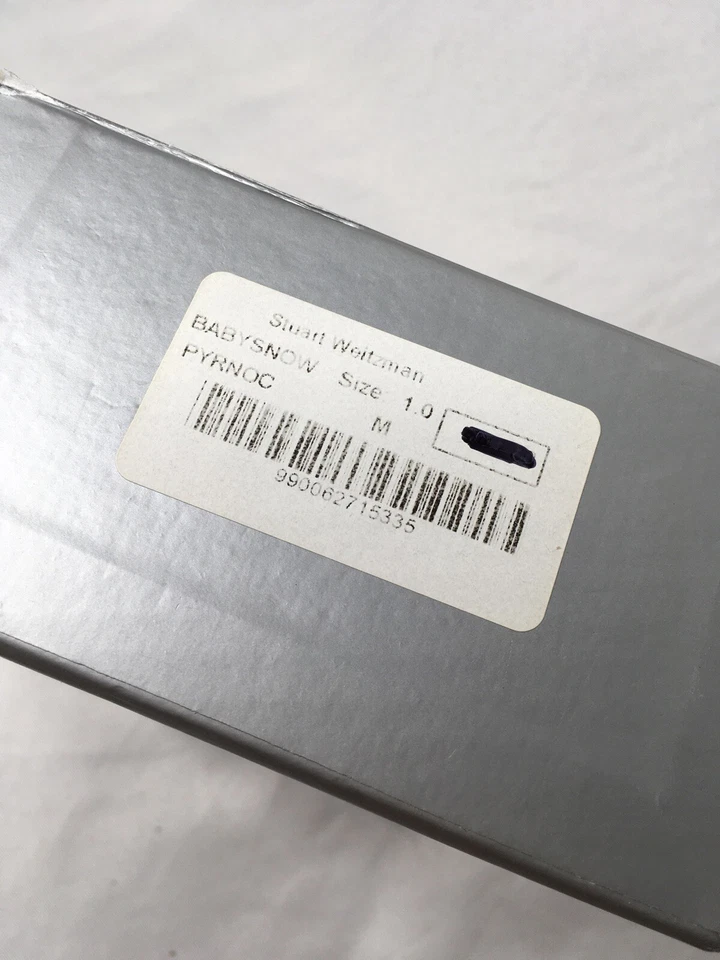 Stuart Weitzman
BABYSNOW Size 1.0
PYRNOC M
990062715335